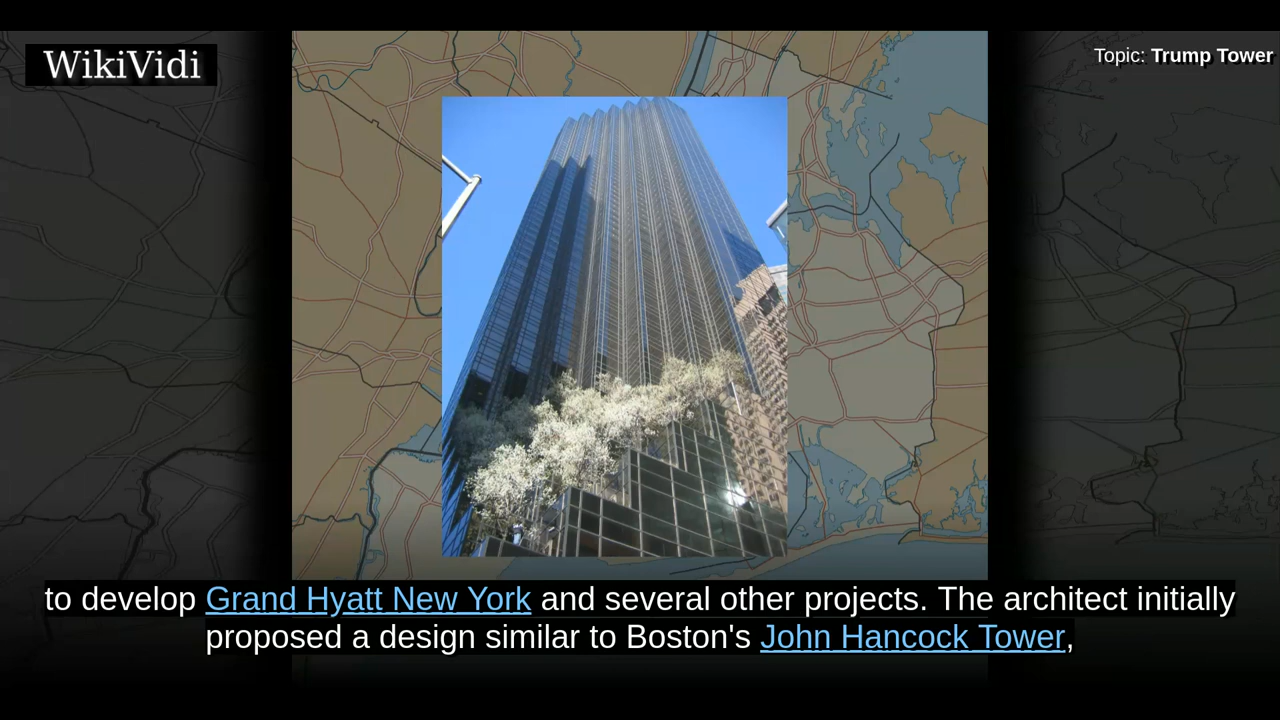 WikiVidi
Topic: Trump Tower
to develop Grand Hyatt New York and several other projects. The architect initially
proposed a design similar to Boston's John Hancock Tower,